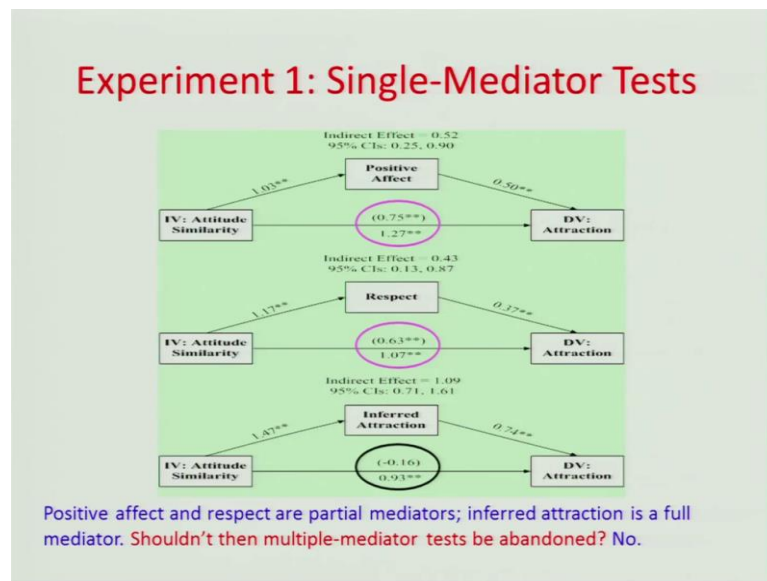 Experiment 1: Single-Mediator Tests
Indirect Effect = 0.52
95% CIs: 0.25, 0.90
Positive
Affect
1.03**
0.50**
IV: Attitude
Similarity
(0.75**)
1.27**
DV:
Attraction
Indirect Effect = 0.43
95% CIs: 0.13, 0.87
Respect
1.17**
0.37**
IV: Attitude
Similarity
(0.63**)
1.07**
DV:
Attraction
Indirect Effect = 1.09
95% CIs: 0.71, 1.61
Inferred
Attraction
1.47**
0.74**
IV: Attitude
Similarity
(-0.16)
0.93**
DV:
Attraction
Positive affect and respect are partial mediators; inferred attraction is a full
mediator. Shouldn't then multiple-mediator tests be abandoned? No.